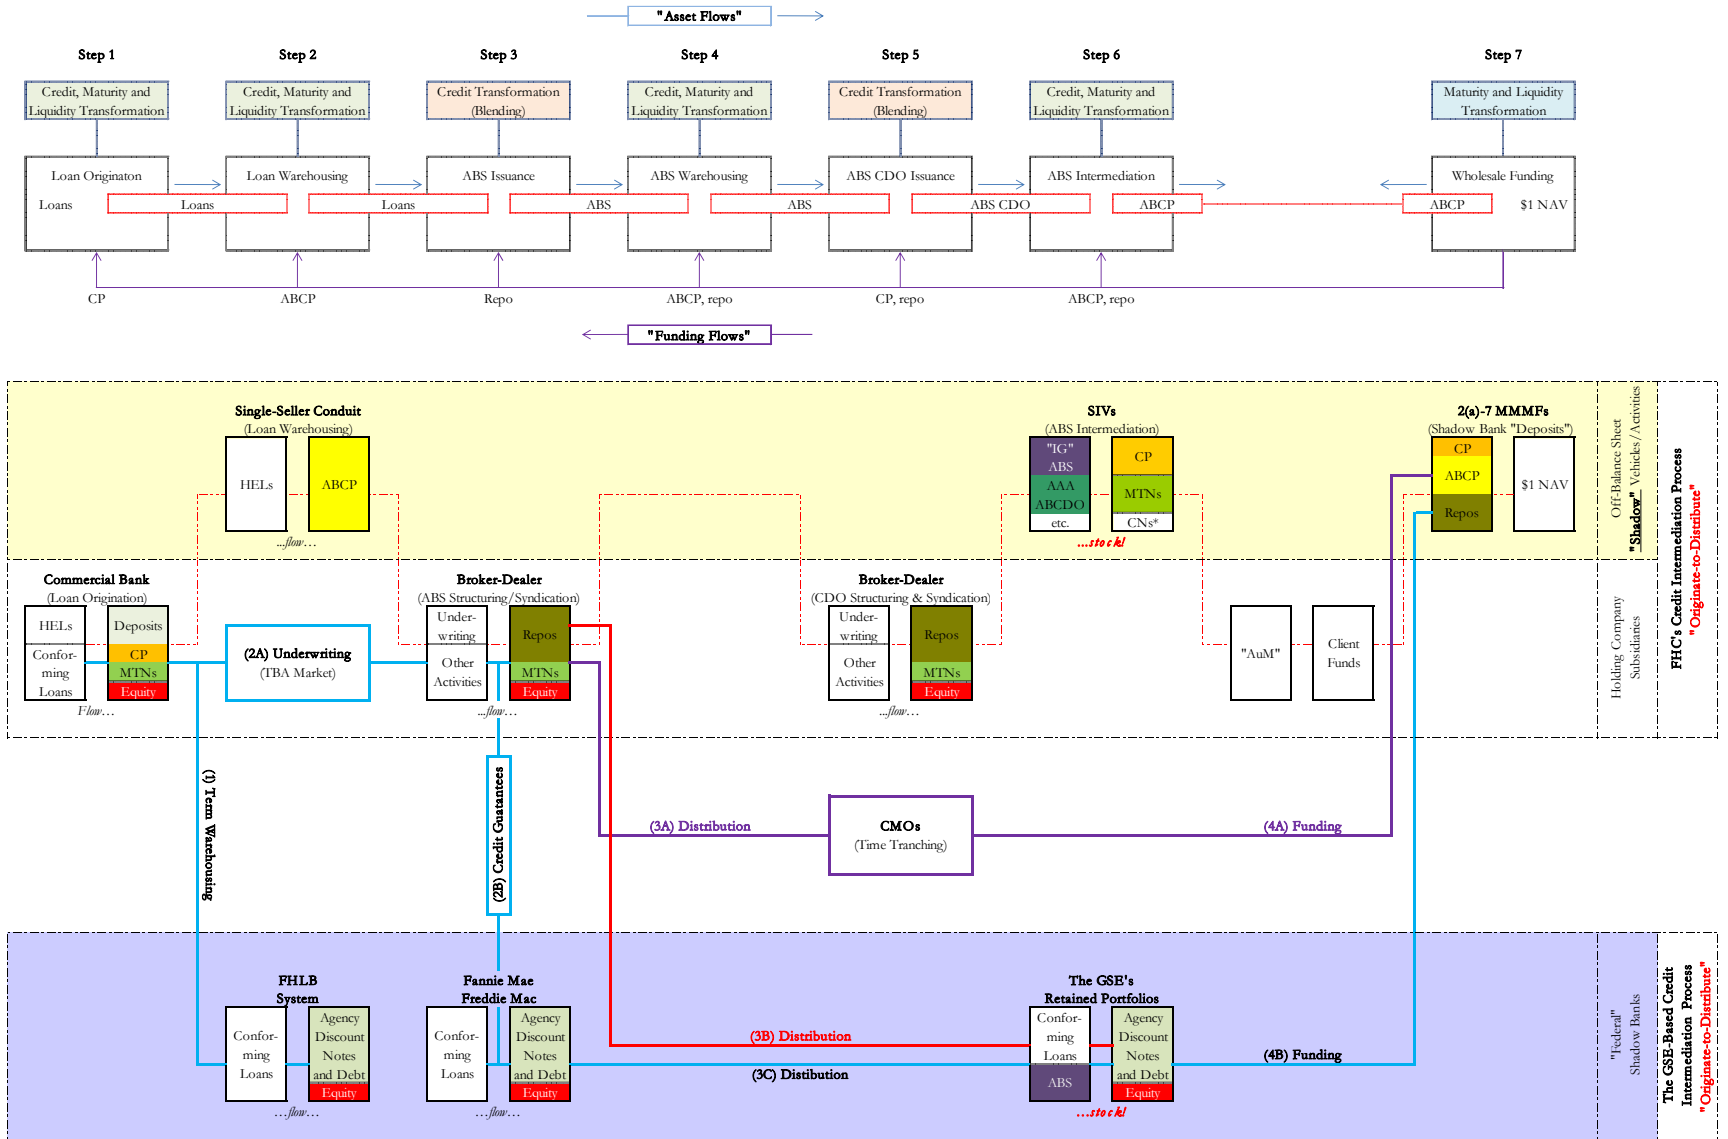 "Asset Flows"
Step 1
Step 2
Step 3
Step 4
Step 5
Step 6
Step 7
Credit, Maturity and
Liquidity Transformation
Credit, Maturity and
Liquidity Transformation
Credit Transformation
(Blending)
Credit, Maturity and
Liquidity Transformation
Credit Transformation
(Blending)
Credit, Maturity and
Liquidity Transformation
Maturity and Liquidity
Transformation
Loan Originaton
Loans
Loans
Loan Warehousing
Loans
ABS Issuance
ABS
ABS Warehousing
ABS
ABS CDO Issuance
ABS CDO
ABS Intermediation
ABCP
Wholesale Funding
ABCP
$1 NAV
CP
ABCP
Repo
ABCP, repo
CP, repo
ABCP, repo
"Funding Flows"
Single-Seller Conduit
(Loan Warehousing)
HELs
ABCP
...flow…
SIVs
(ABS Intermediation)
"IG"
ABS
AAA
ABCDO
etc.
CP
MTNs
CNs*
...stock!
2(a)-7 MMMFs
(Shadow Bank "Deposits")
CP
ABCP
Repos
$1 NAV
Off-Balance Sheet
"Shadow" Vehicles/Activities
Commercial Bank
(Loan Origination)
HELs
Confor-
ming
Loans
Deposits
CP
MTNs
Equity
Flow…
(2A) Underwriting
(TBA Market)
Broker-Dealer
(ABS Structuring/Syndication)
Under-
writing
Other
Activities
Repos
MTNs
Equity
...flow…
Broker-Dealer
(CDO Structuring & Syndication)
Under-
writing
Other
Activities
Repos
MTNs
Equity
...flow…
"AuM"
Client
Funds
Holding Company
Subsidiaries
FHC's Credit Intermediation Process
"Originate-to-Distribute"
(1) Term Warehousing
(2B) Credit Guatantees
(3A) Distribution
CMOs
(Time Tranching)
(4A) Funding
FHLB
System
Confor-
ming
Loans
Agency
Discount
Notes
and Debt
Equity
…flow…
Fannie Mae
Freddie Mac
Confor-
ming
Loans
Agency
Discount
Notes
and Debt
Equity
…flow…
(3B) Distribution
(3C) Distibution
The GSE's
Retained Portfolios
Confor-
ming
Loans
ABS
Agency
Discount
Notes
and Debt
Equity
...stock!
(4B) Funding
"Federal"
Shadow Banks
The GSE-Based Credit
Intermediation Process
"Originate-to-Distribute"